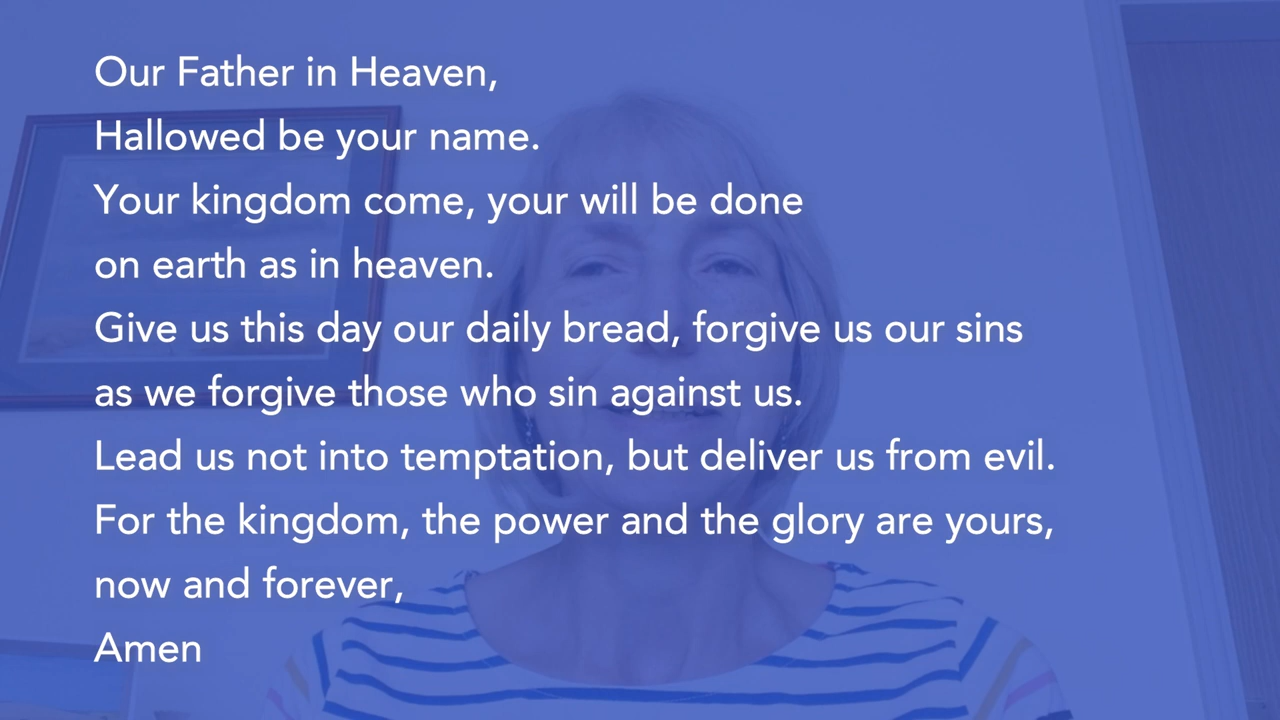 Our Father in Heaven,
Hallowed be your name.
Your kingdom come, your will be done
on earth as in heaven.
Give us this day our daily bread, forgive us our sins
as we forgive those who sin against us.
Lead us not into temptation, but deliver us from evil.
For the kingdom, the power and the glory are yours,
now and forever,
Amen